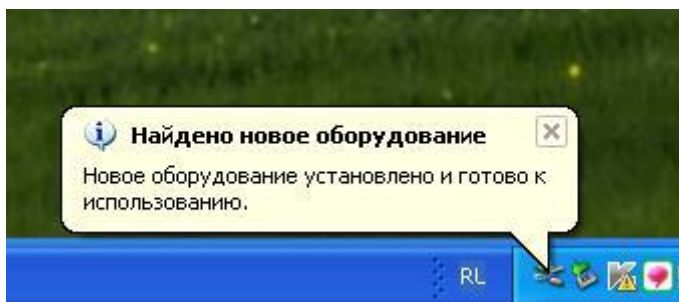 Найдено новое оборудование
Новое оборудование установлено и готово к
использованию.
RL